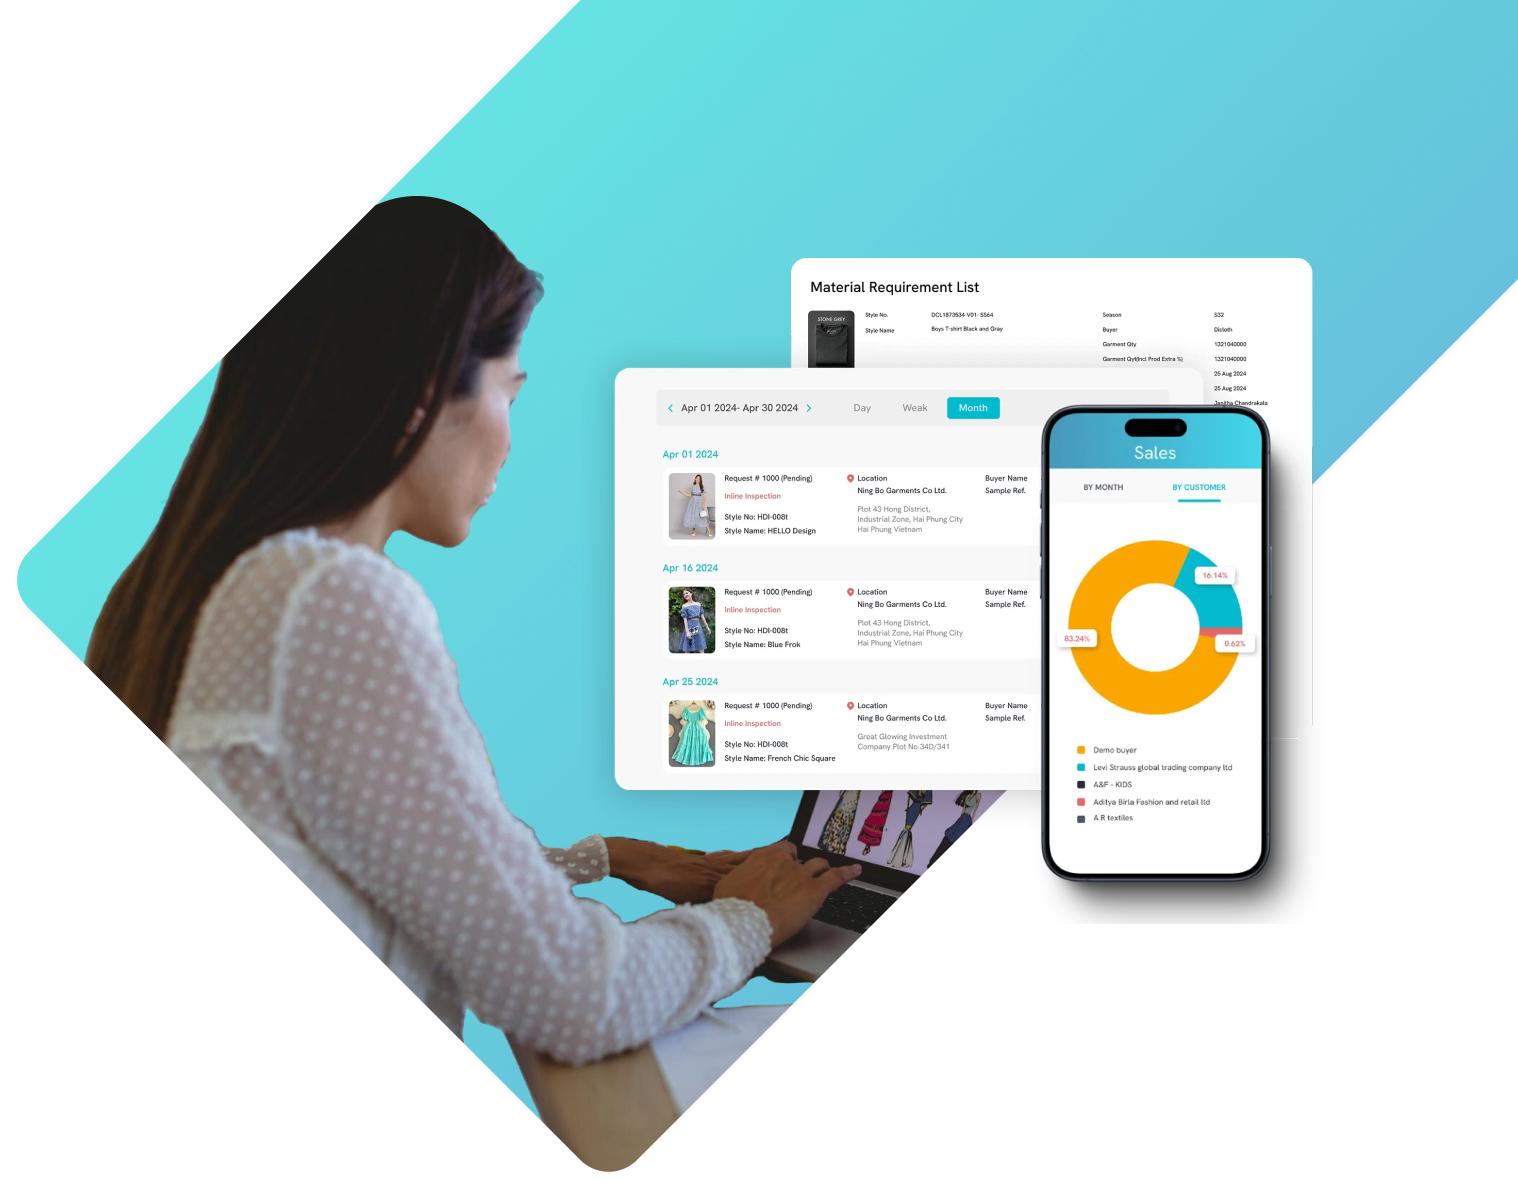 Material Requirement List
STONE GREY
Style No. DCL1873534-V01- SS64 Season S32
Style Name Boys T-shirt Black and Gray Buyer Dicloth
Garment Qty 1321040000
Garment Qyt(Incl Prod Extra %) 1321040000
25 Aug 2024
25 Aug 2024
Janitha Chandrakala
Apr 01 2024- Apr 30 2024 Day Weak Month
Apr 01 2024
Request # 1000 (Pending) Location Buyer Name
Inline Inspection Ning Bo Garments Co Ltd. Sample Ref.
Style No: HDI-008t Plot 43 Hong District,
Industrial Zone, Hai Phung City
Style Name: HELLO Design Hai Phung Vietnam
Apr 16 2024
Request # 1000 (Pending) Location Buyer Name
Inline Inspection Ning Bo Garments Co Ltd. Sample Ref.
Style No: HDI-008t Plot 43 Hong District,
Industrial Zone, Hai Phung City
Style Name: Blue Frok Hai Phung Vietnam
Apr 25 2024
Request # 1000 (Pending) Location Buyer Name
Inline Inspection Ning Bo Garments Co Ltd. Sample Ref.
Style No: HDI-008t Great Glowing Investment
Style Name: French Chic Square Company Plot No 34D/341
Sales
BY MONTH BY CUSTOMER
16.14%
83.24%
0.62%
Demo buyer
Levi Strauss global trading company ltd
A&F - KIDS
Aditya Birla Fashion and retail ltd
A R textiles